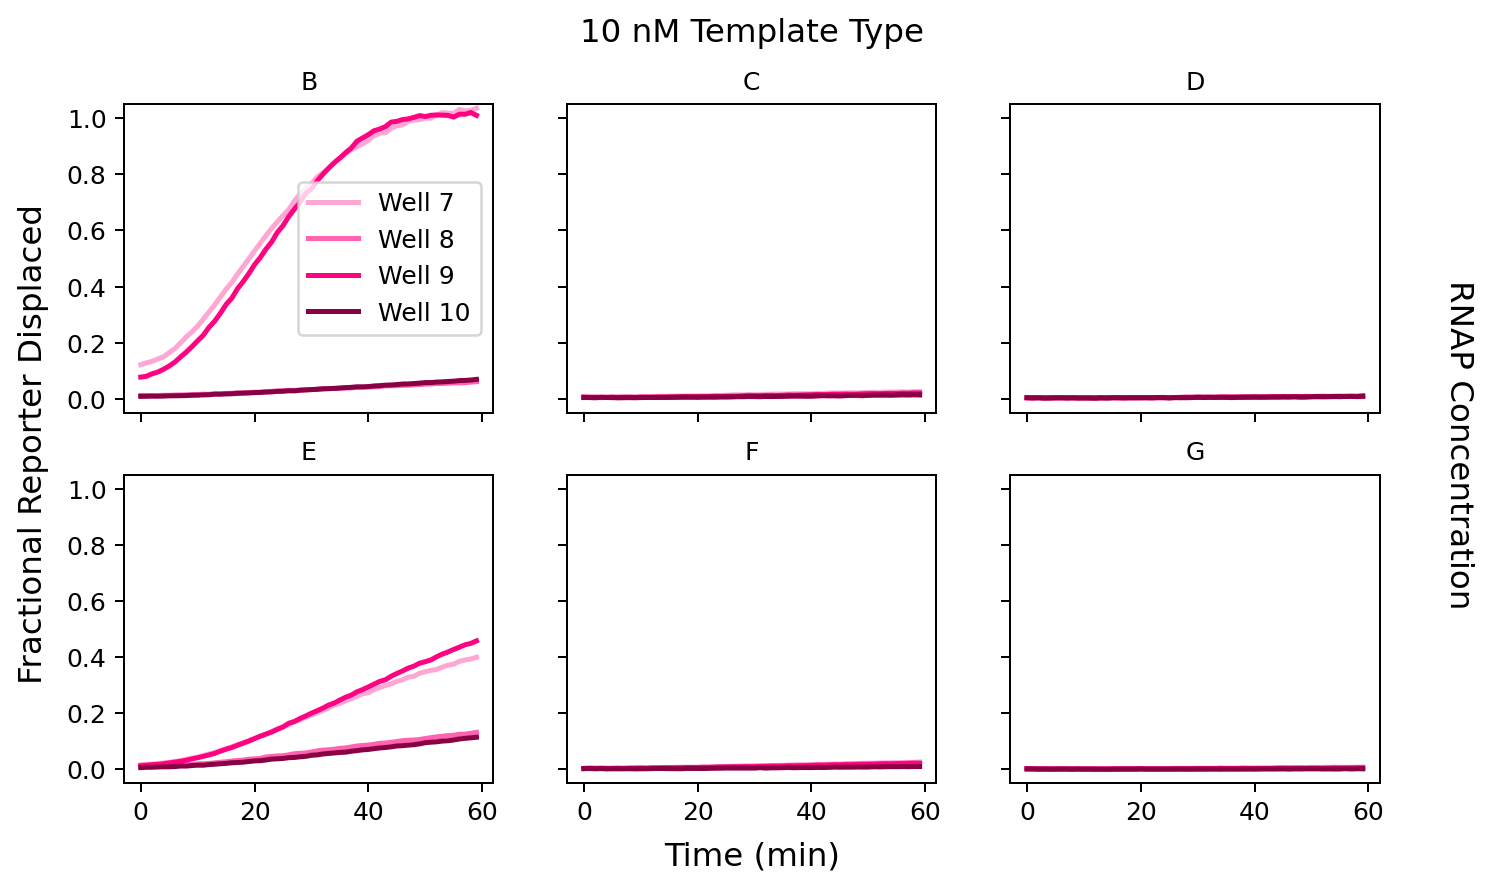 10 nM Template Type
B
C
D
1.0
0.8
0.6
0.4
0.2
0.0
Well 7
Well 8
Well 9
Well 10
Fractional Reporter Displaced
RNAP Concentration
E
F
G
1.0
0.8
0.6
0.4
0.2
0.0
0 20 40 60
0 20 40 60
0 20 40 60
Time (min)